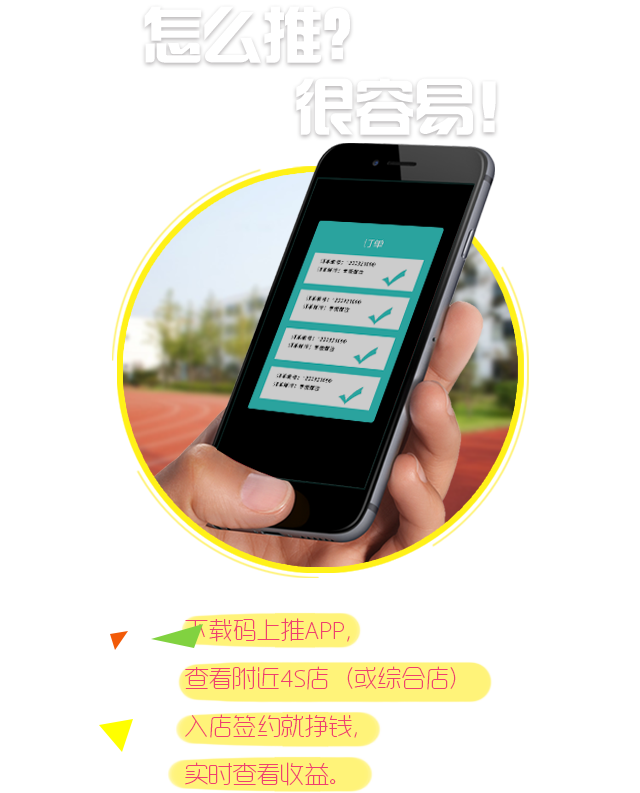 怎么推?
很容易!
订单
下载码上推APP,
查看附近4S店（或综合店）
入店签约就挣钱,
实时查看收益。